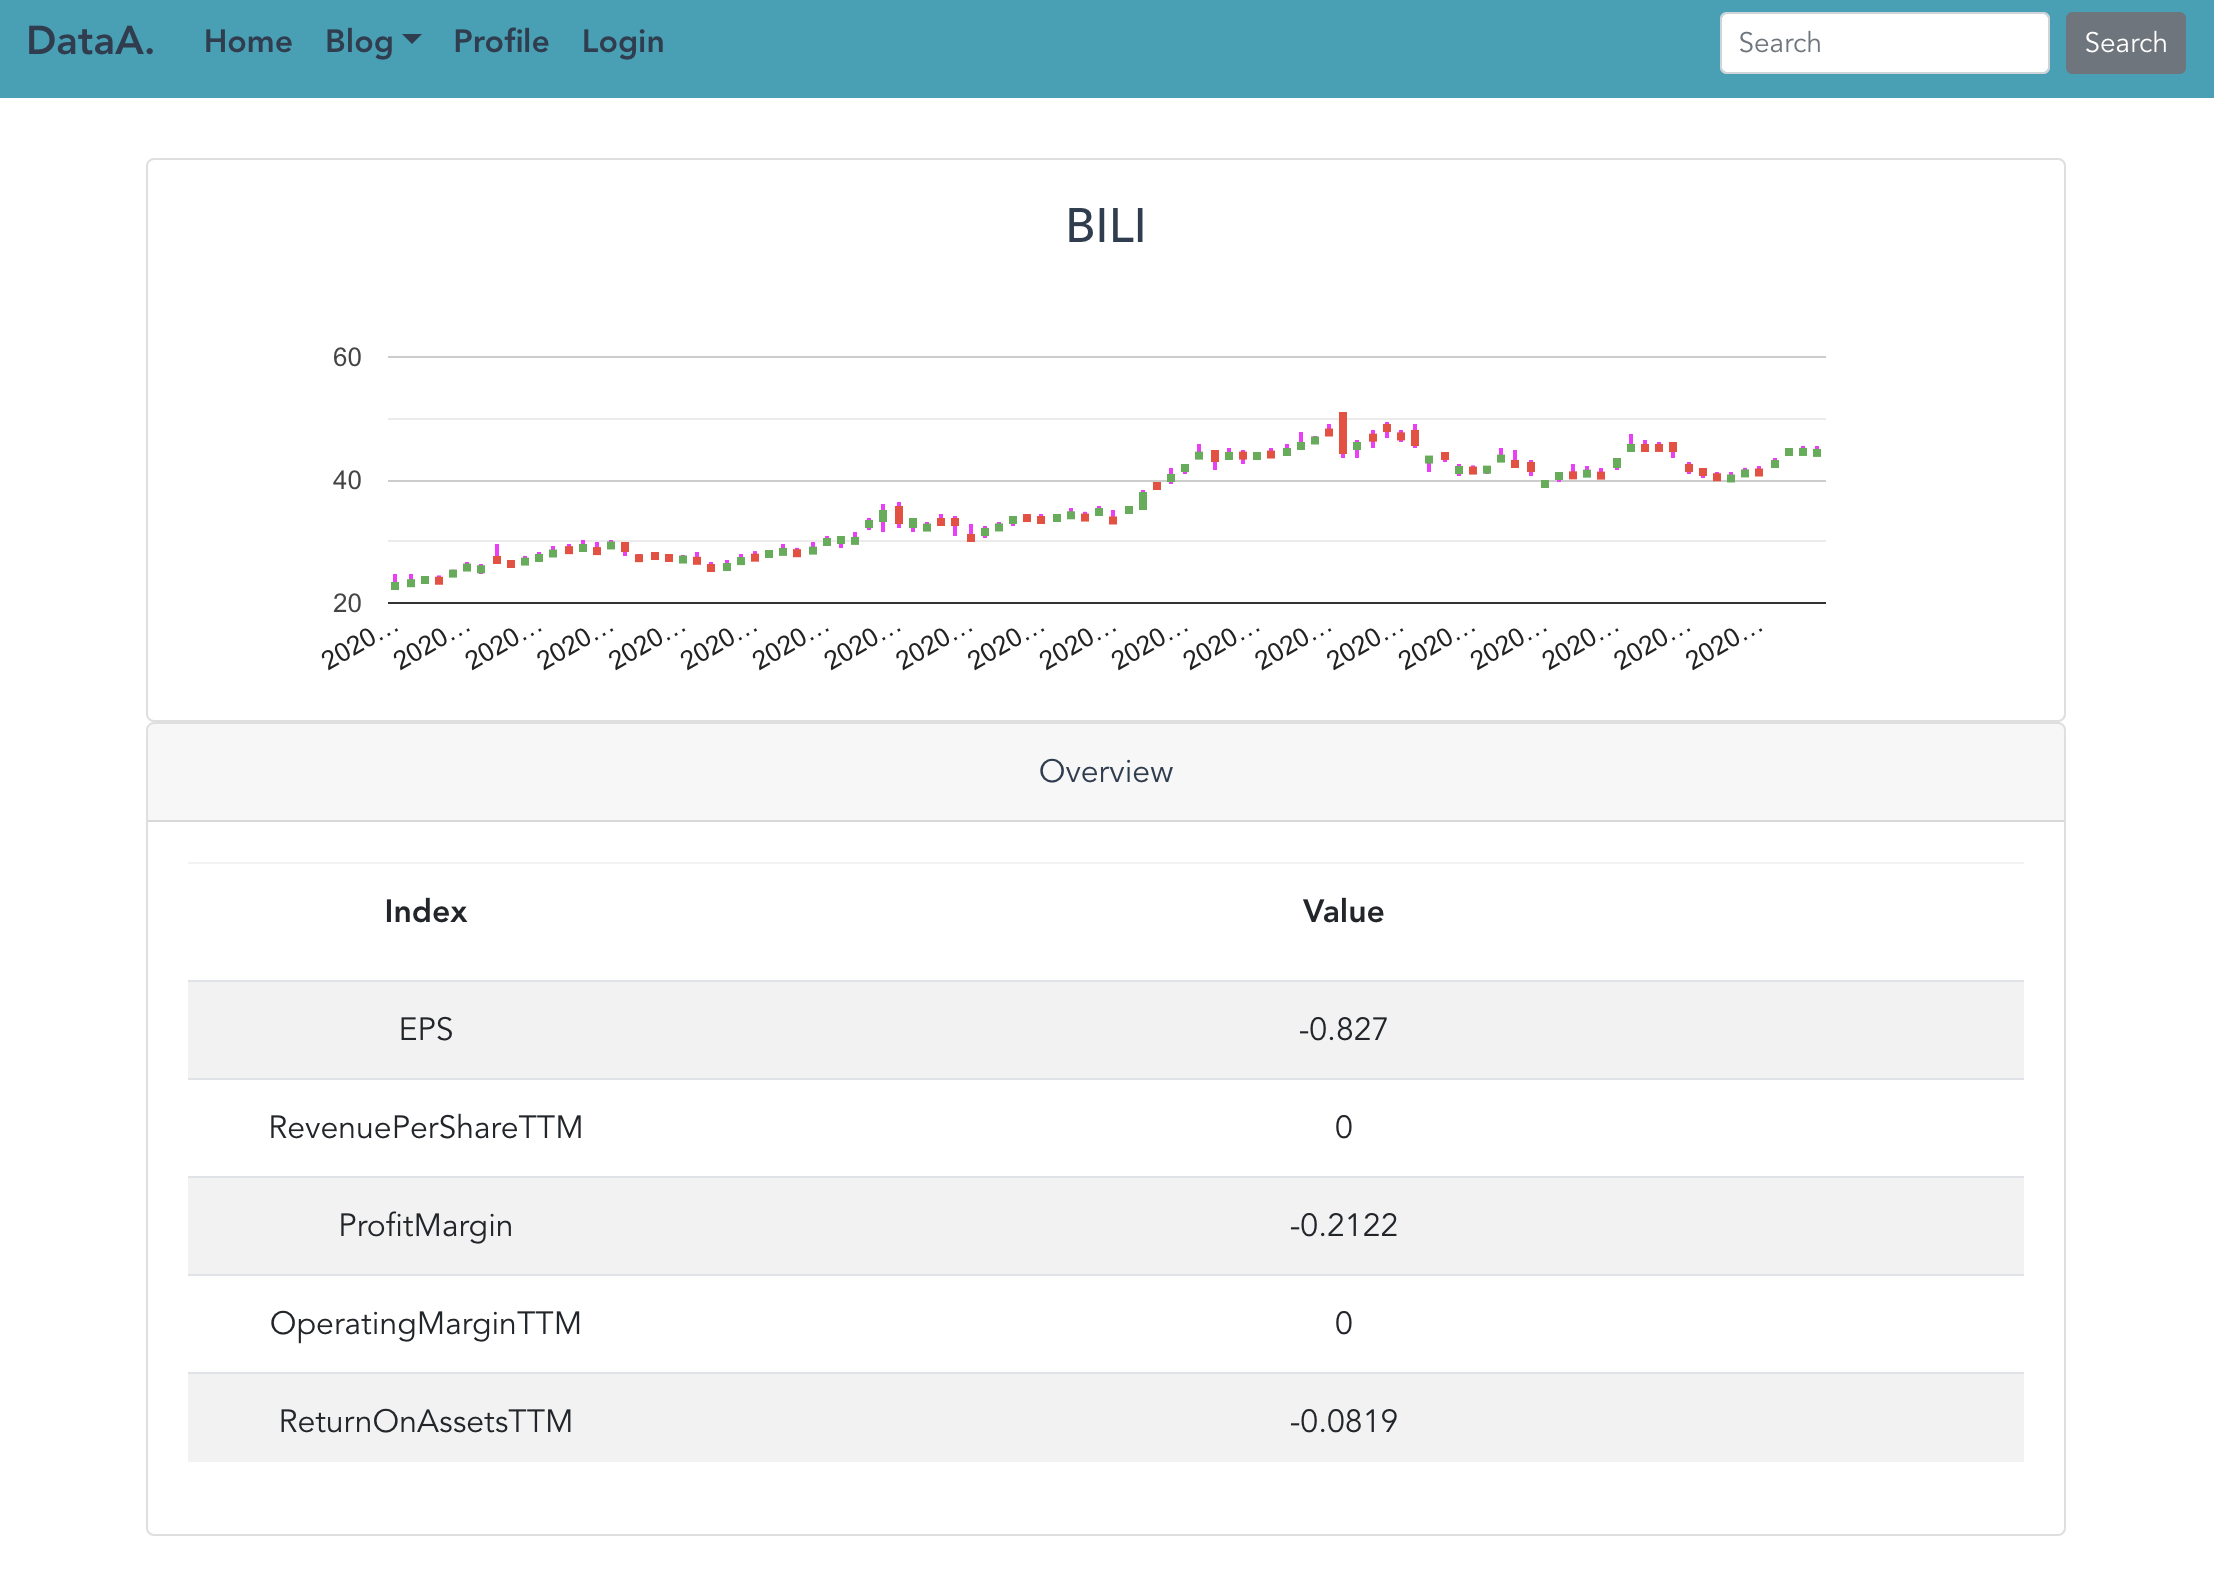 DataA. Home Blog Profile Login Search Search
BILI
60
40
20
2020... 2020... 2020... 2020... 2020... 2020... 2020... 2020... 2020... 2020... 2020... 2020... 2020... 2020... 2020... 2020... 2020... 2020... 2020... 2020...
Overview
Index Value
EPS -0.827
RevenuePerShareTTM 0
ProfitMargin -0.2122
OperatingMarginTTM 0
ReturnOnAssetsTTM -0.0819